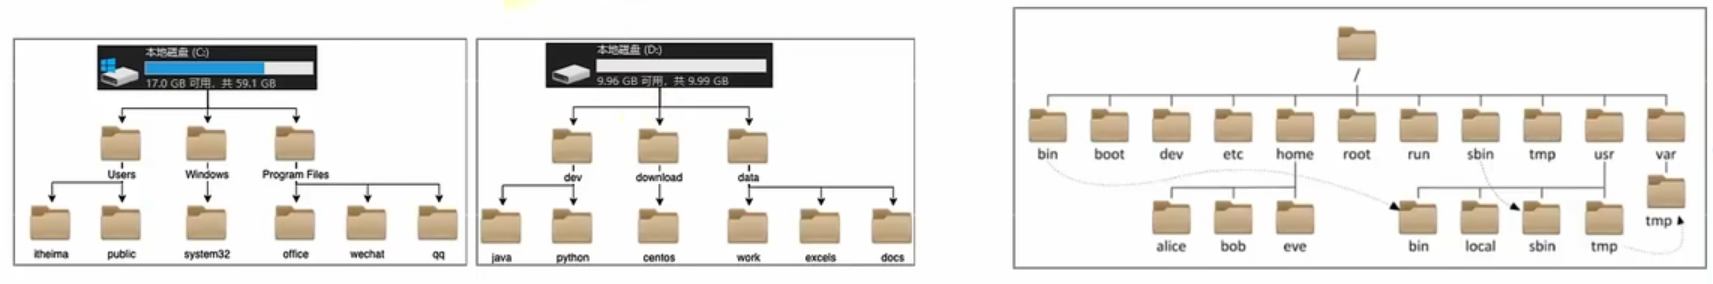 本地磁盘 (C:)
17.0 GB 可用，共 59.1 GB
Users Windows Program Files
itheima public system32 office wechat qq
本地磁盘 (D:)
9.96 GB 可用，共 9.99 GB
dev download data
java python centos work excels docs
/
bin boot dev etc home root run sbin tmp usr var
alice bob eve bin local sbin tmp tmp